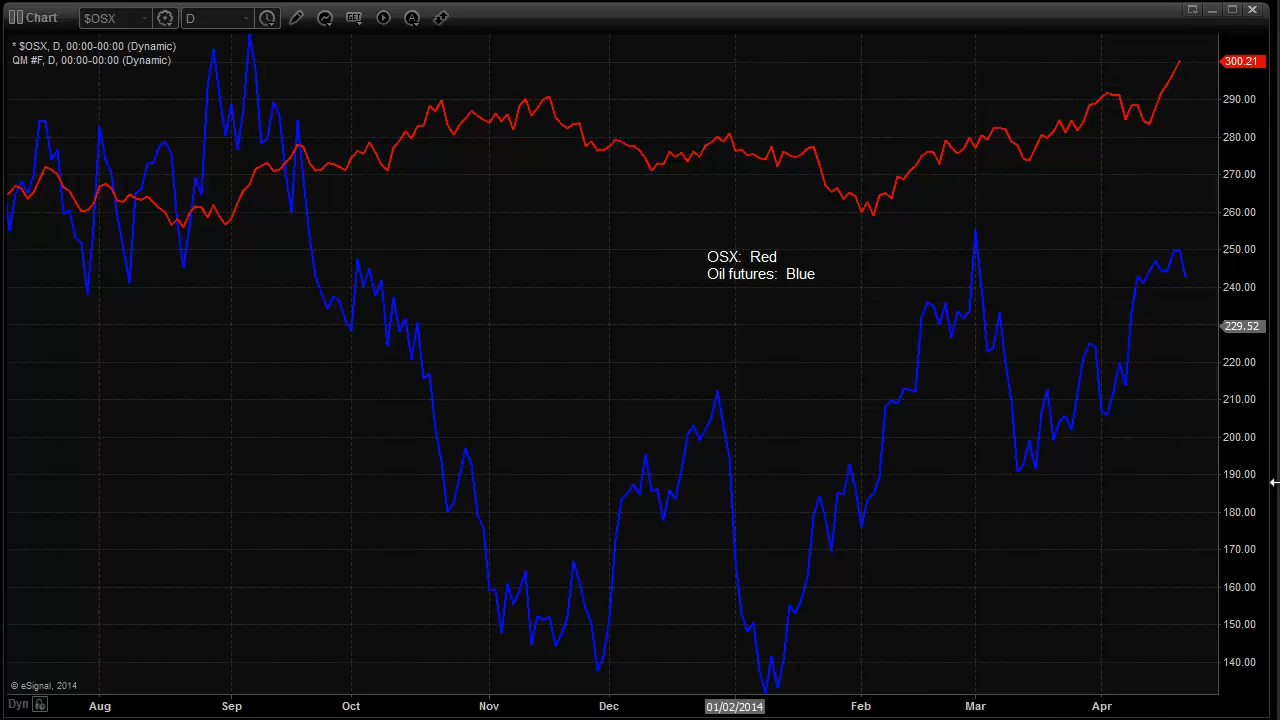 Chart $OSX D GET A
* $OSX, D, 00:00-00:00 (Dynamic)
QM #F, D, 00:00-00:00 (Dynamic)
300.21
290.00
280.00
270.00
260.00
250.00
OSX: Red
Oil futures: Blue
240.00
229.52
220.00
210.00
200.00
190.00
180.00
170.00
160.00
150.00
140.00
© eSignal, 2014
Dyn Aug Sep Oct Nov Dec 01/02/2014 Feb Mar Apr